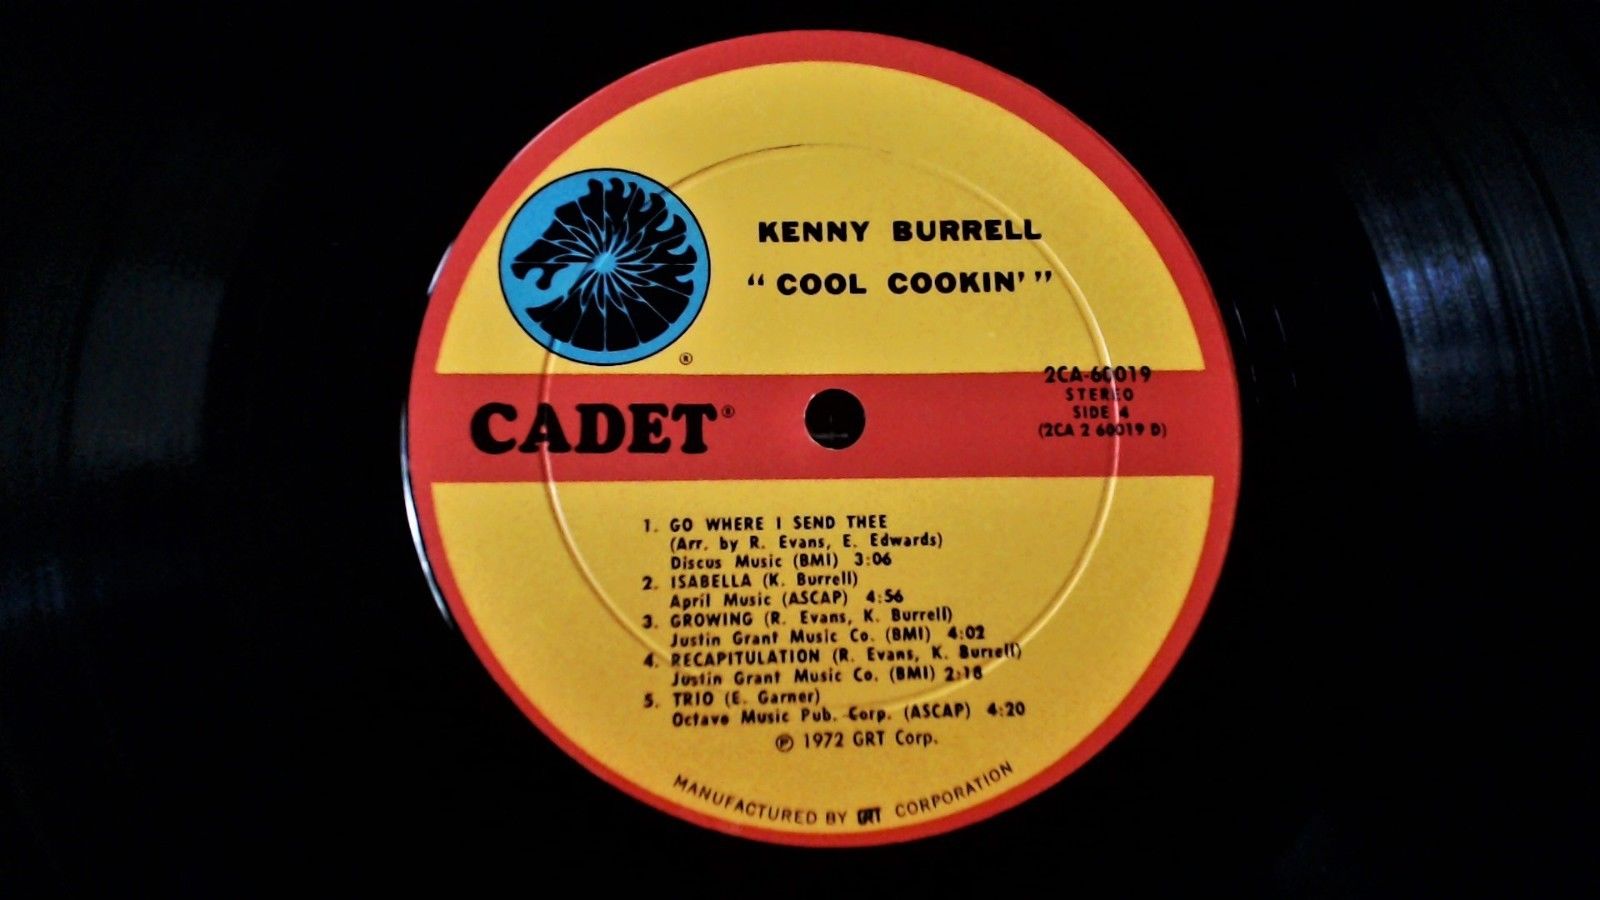 KENNY BURRELL
“ COOL COOKIN’ ”
®
CADET®
2CA-60019
STEREO
SIDE 4
(2CA 2 60019 D)
1. GO WHERE I SEND THEE
(Arr. by R. Evans, E. Edwards)
Discus Music (BMI) 3:06
2. ISABELLA (K. Burrell)
April Music (ASCAP) 4:56
3. GROWING (R. Evans, K. Burrell)
Justin Grant Music Co. (BMI) 4:02
4. RECAPITULATION (R. Evans, K. Burrell)
Justin Grant Music Co. (BMI) 2:18
5. TRIO (E. Garner)
Octave Music Pub. Corp. (ASCAP) 4:20
℗ 1972 GRT Corp.
MANUFACTURED BY GRT CORPORATION